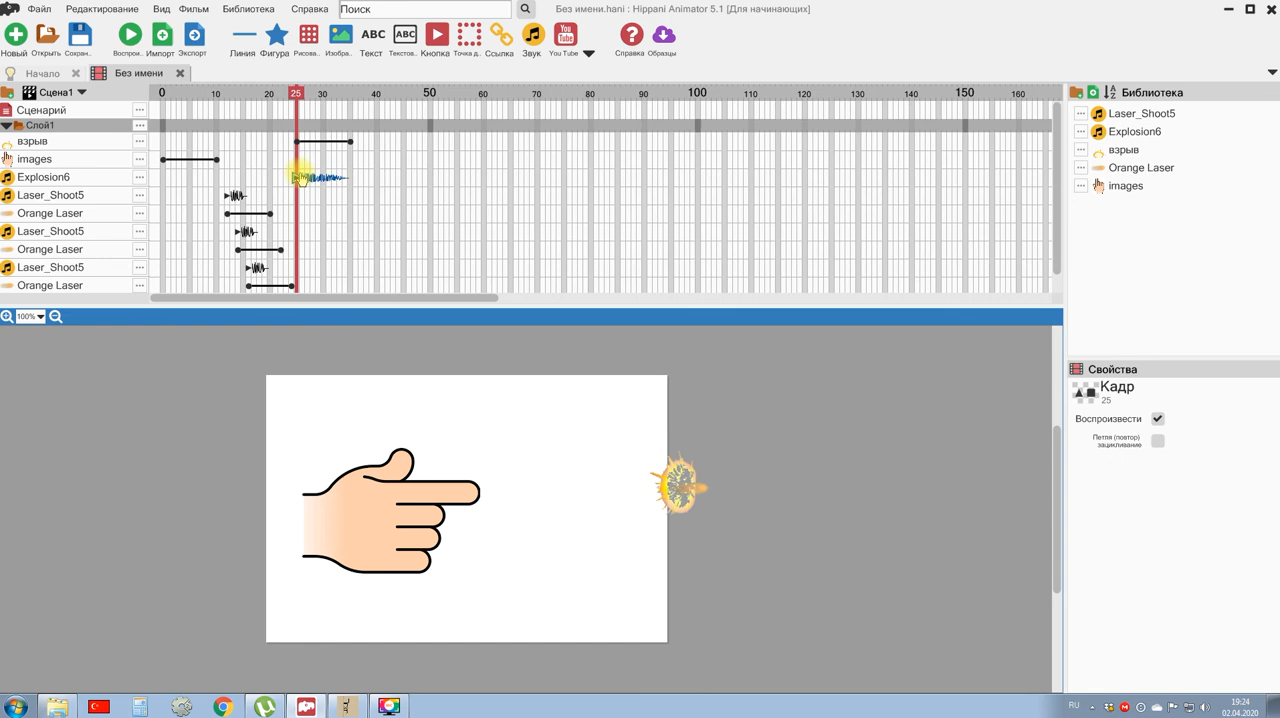 Файл Редактирование Вид Фильм Библиотека Справка Поиск Без имени.hani : Hippani Animator 5.1 [Для начинающих]
ABC ABC
Новый Открыть Сохран.. Воспро.. Импорт Экспорт Линия Фигура Рисова.. Изобра.. Текст Текстов.. Кнопка Точка д.. Ссылка Звук You Tube Справка Образцы
Начало Без имени
Сцена1 0 10 20 25 30 40 50 60 70 80 90 100 110 120 130 140 150 160
Сценарий
Слой1
взрыв
images
Explosion6
Laser_Shoot5
Orange Laser
Laser_Shoot5
Orange Laser
Laser_Shoot5
Orange Laser
100%
Библиотека
Laser_Shoot5
Explosion6
взрыв
Orange Laser
images
Свойства
Кадр
25
Воспроизвести
Петля (повтор)
зацикливание
RU 19:24
02.04.2020